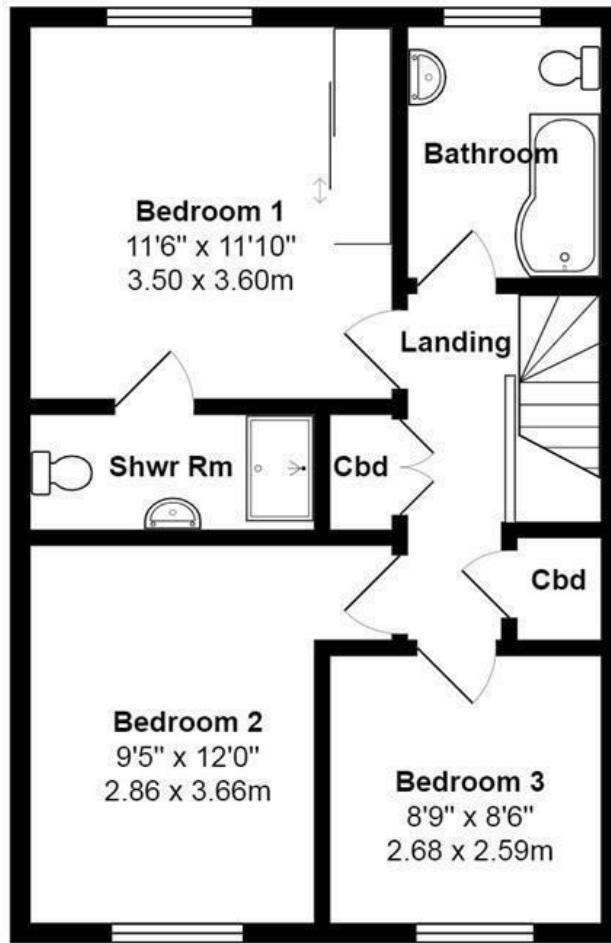 Bathroom
Bedroom 1
11'6" x 11'10"
3.50 x 3.60m
Landing
Shwr Rm
Cbd
Cbd
Bedroom 2
9'5" x 12'0"
2.86 x 3.66m
Bedroom 3
8'9" x 8'6"
2.68 x 2.59m